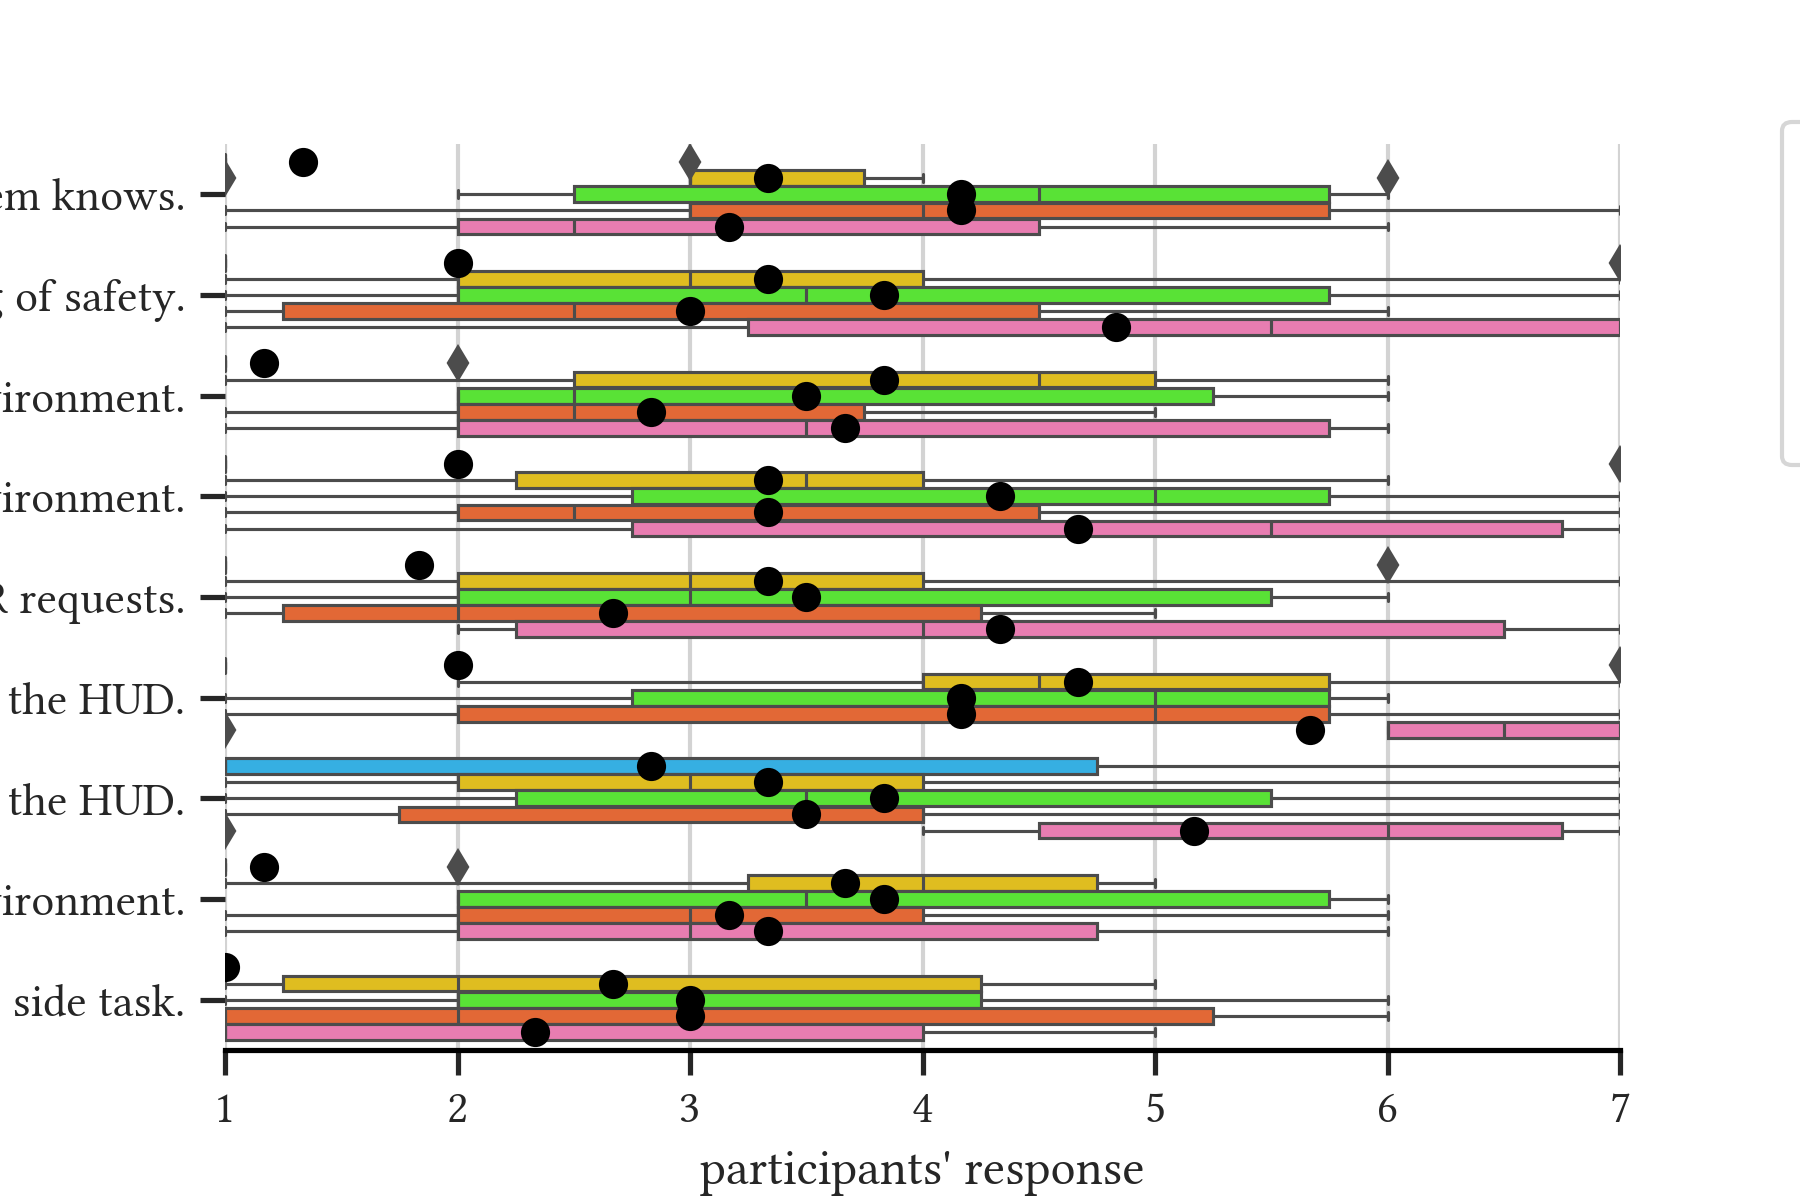 em knows.
of safety.
ironment.
ironment.
R requests.
the HUD.
the HUD.
ironment.
side task.
1 2 3 4 5 6 7
participants' response